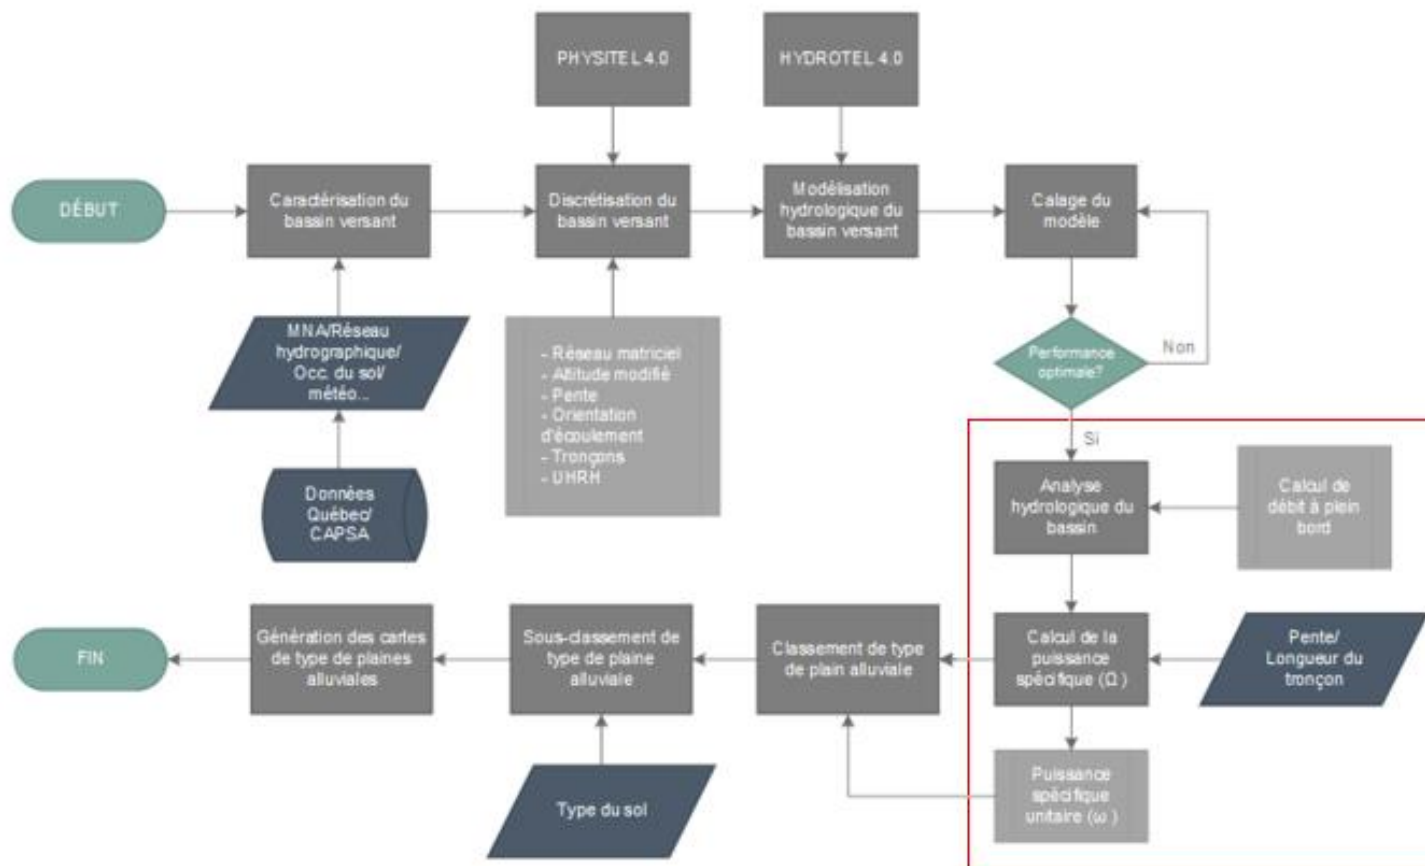 PHYSITEL 4.0
HYDROTEL 4.0
DÉBUT
Caractérisation du
bassin versant
Discrétisation du
bassin versant
Modélisation
hydrologique du
bassin versant
Calage du
modèle
MNA/Réseau
hydrographique/
Occ. du sol/
météo...
- Réseau matriciel
- Altitude modifié
- Pente
- Orientation
d'écoulement
- Tronçons
- UHRH
Performance
optimale?
Non
Si
Données
Québec/
CAPSA
Analyse
hydrologique du
bassin
Calcul de
débit à plein
bord
FIN
Génération des cartes
de type de plaines
alluviales
Sous-classement de
type de plaine
alluviale
Classement de type
de plain alluviale
Calcul de la
puissance
spécifique (Ω )
Pente/
Longueur du
tronçon
Type du sol
Puissance
spécifique
unitaire (ω )